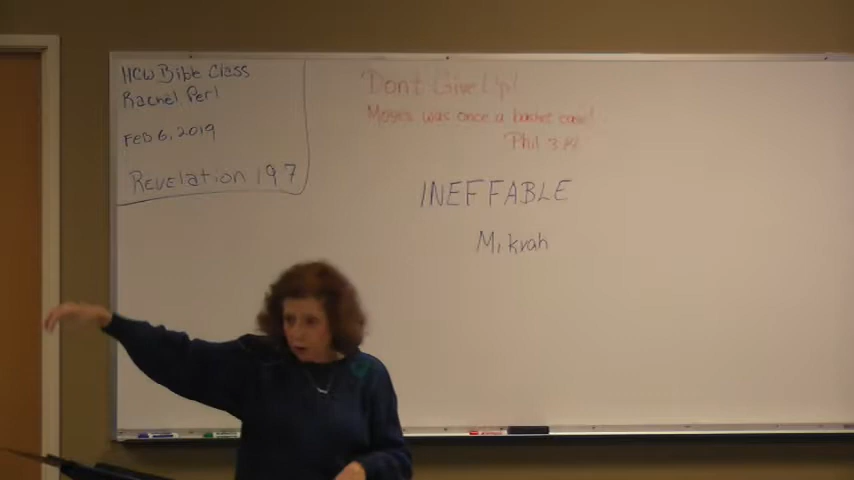 HCW Bible Class
Rachel Perl
Feb 6, 2019
Revelation 19 7
Don't Give Up!
Moses was once a basket case!
Phil 3
INEFFABLE
Mikvah